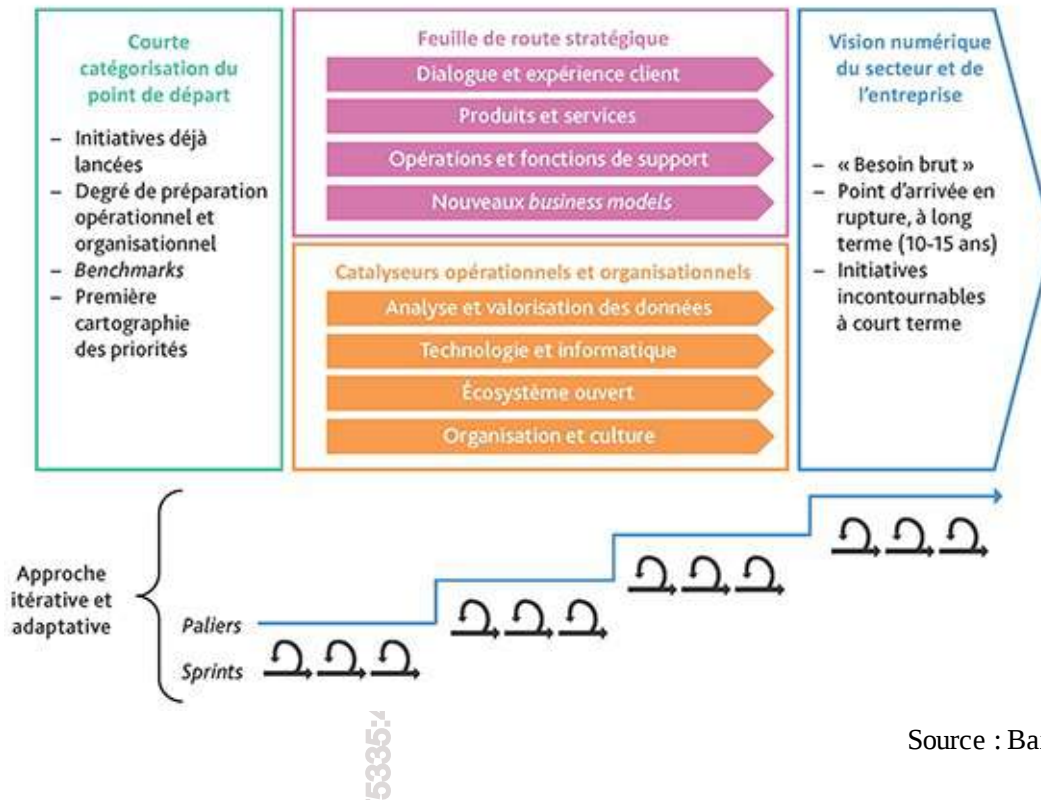 Courte
catégorisation du
point de départ
– Initiatives déjà
lancées
– Degré de préparation
opérationnel et
organisationnel
– Benchmarks
– Première
cartographie
des priorités
Feuille de route stratégique
Dialogue et expérience client
Produits et services
Opérations et fonctions de support
Nouveaux business models
Catalyseurs opérationnels et organisationnels
Analyse et valorisation des données
Technologie et informatique
Écosystème ouvert
Organisation et culture
Vision numérique
du secteur et de
l’entreprise
– « Besoin brut »
– Point d’arrivée en
rupture, à long
terme (10-15 ans)
– Initiatives
incontournables
à court terme
Approche
itérative et
adaptative
Paliers
Sprints
Source :